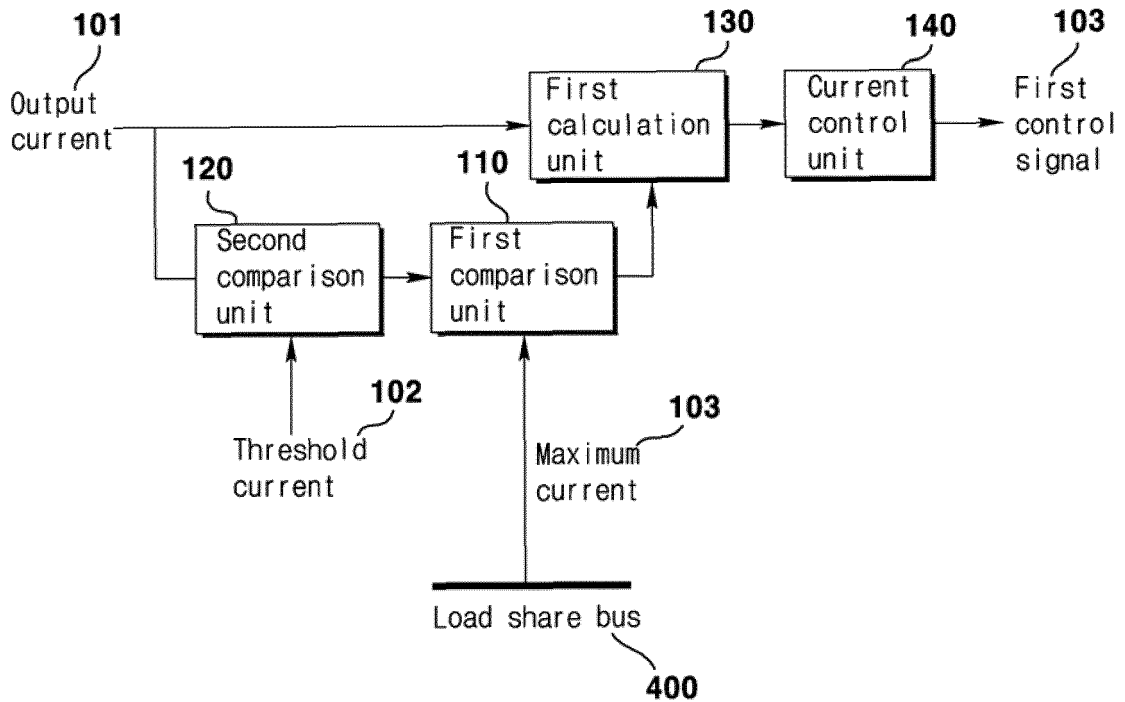 101
130
140
103
Output
current
First
calculation
unit
Current
control
unit
First
control
signal
120
110
Second
comparison
unit
First
comparison
unit
102
103
Threshold
current
Maximum
current
Load share bus
400